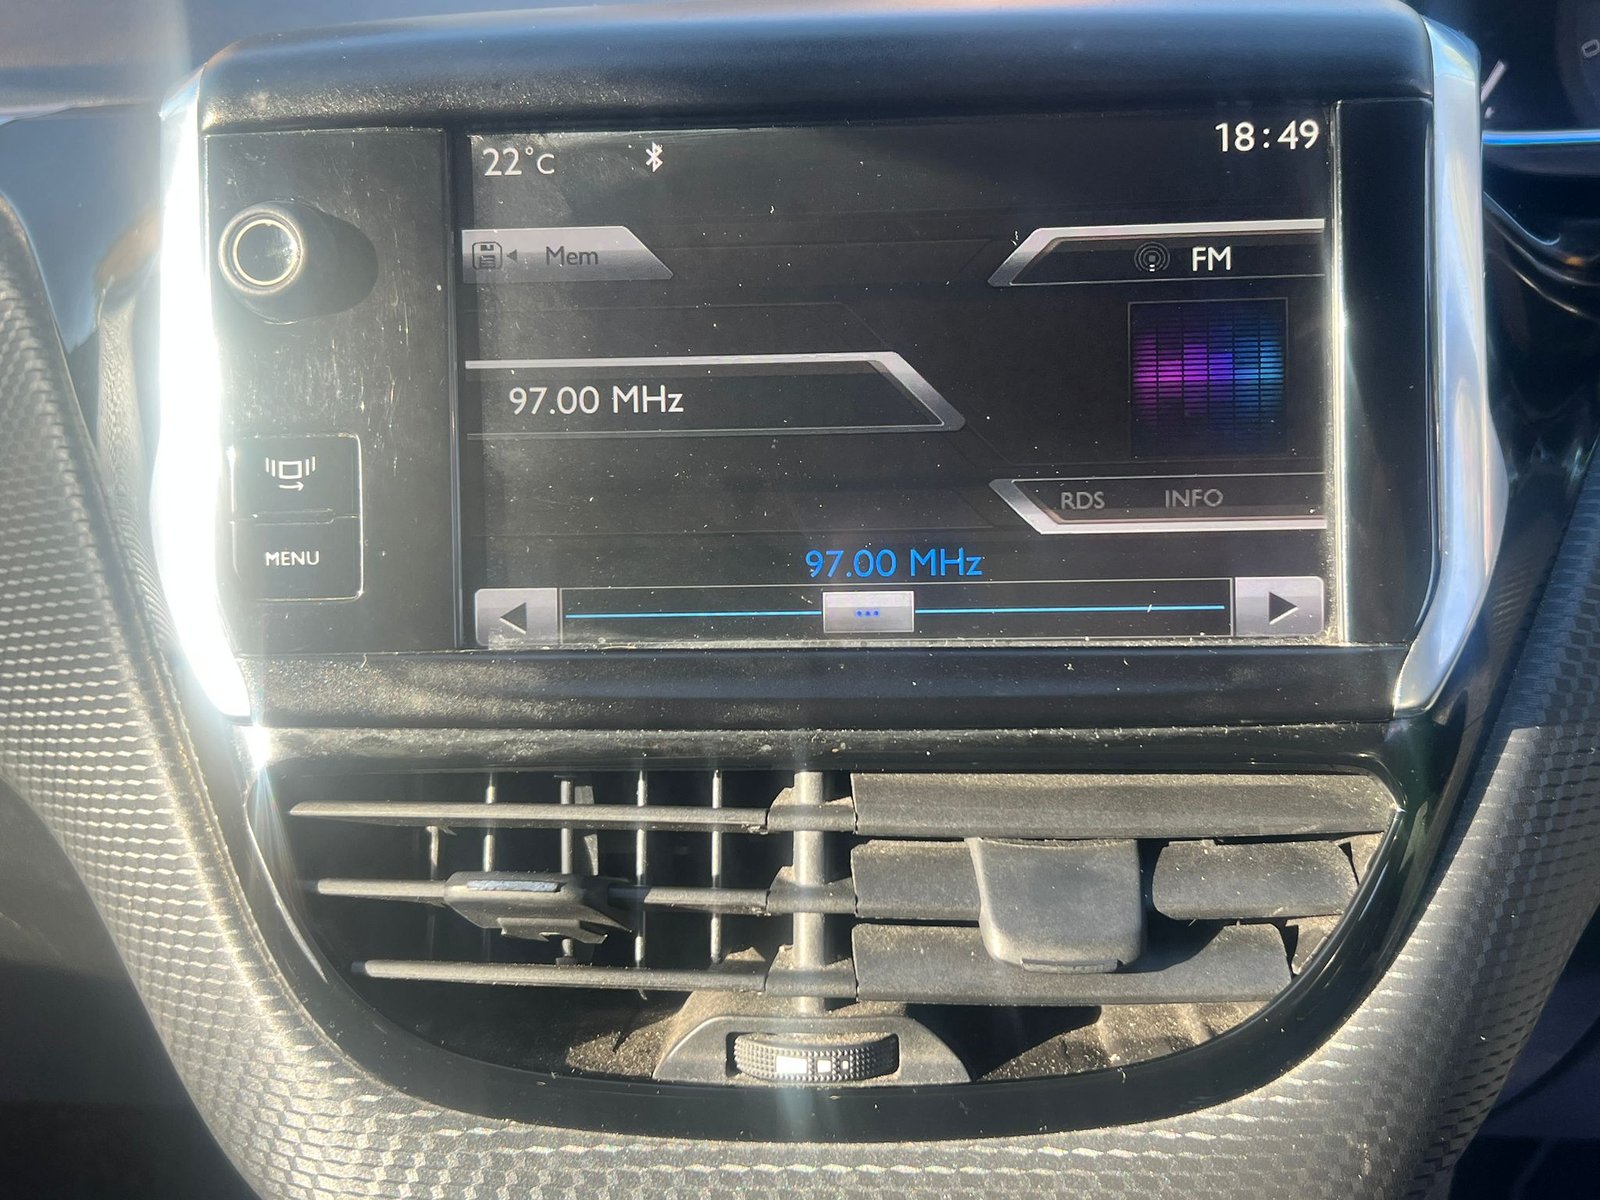 22°C
18:49
Mem
FM
97.00 MHz
RDS INFO
MENU
97.00 MHz